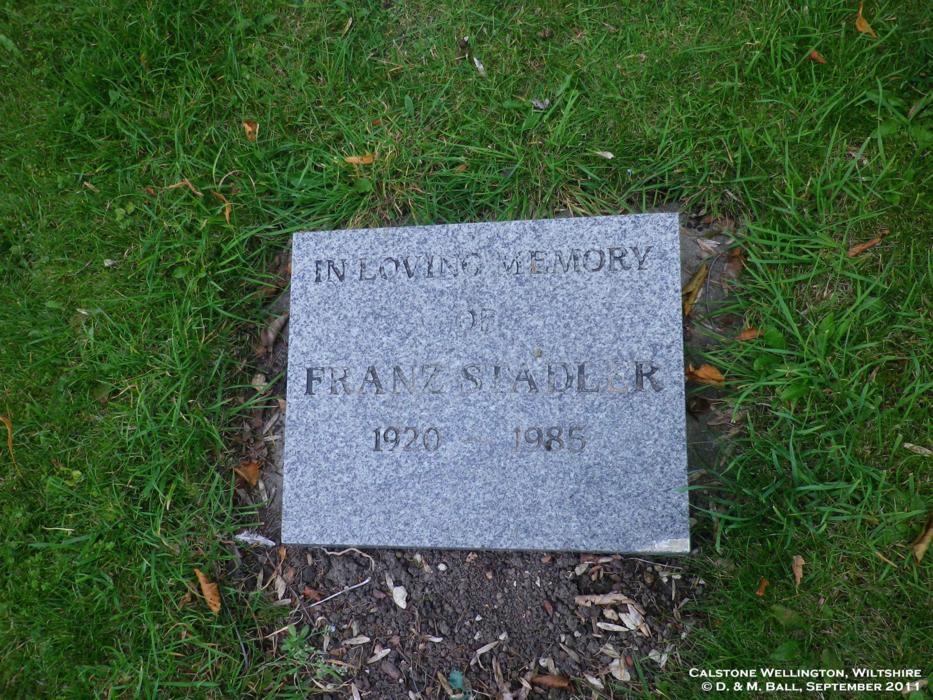 IN LOVING MEMORY
OF
FRANZ STADLER
1920 — 1985
CALSTONE WELLINGTON, WILTSHIRE
© D. & M. BALL, SEPTEMBER 2011